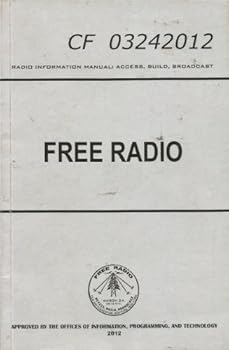 CF 03242012
RADIO INFORMATION MANUAL: ACCESS, BUILD, BROADCAST
FREE RADIO
FREE RADIO
APPROVED BY THE OFFICES OF INFORMATION, PROGRAMMING, AND TECHNOLOGY
2012